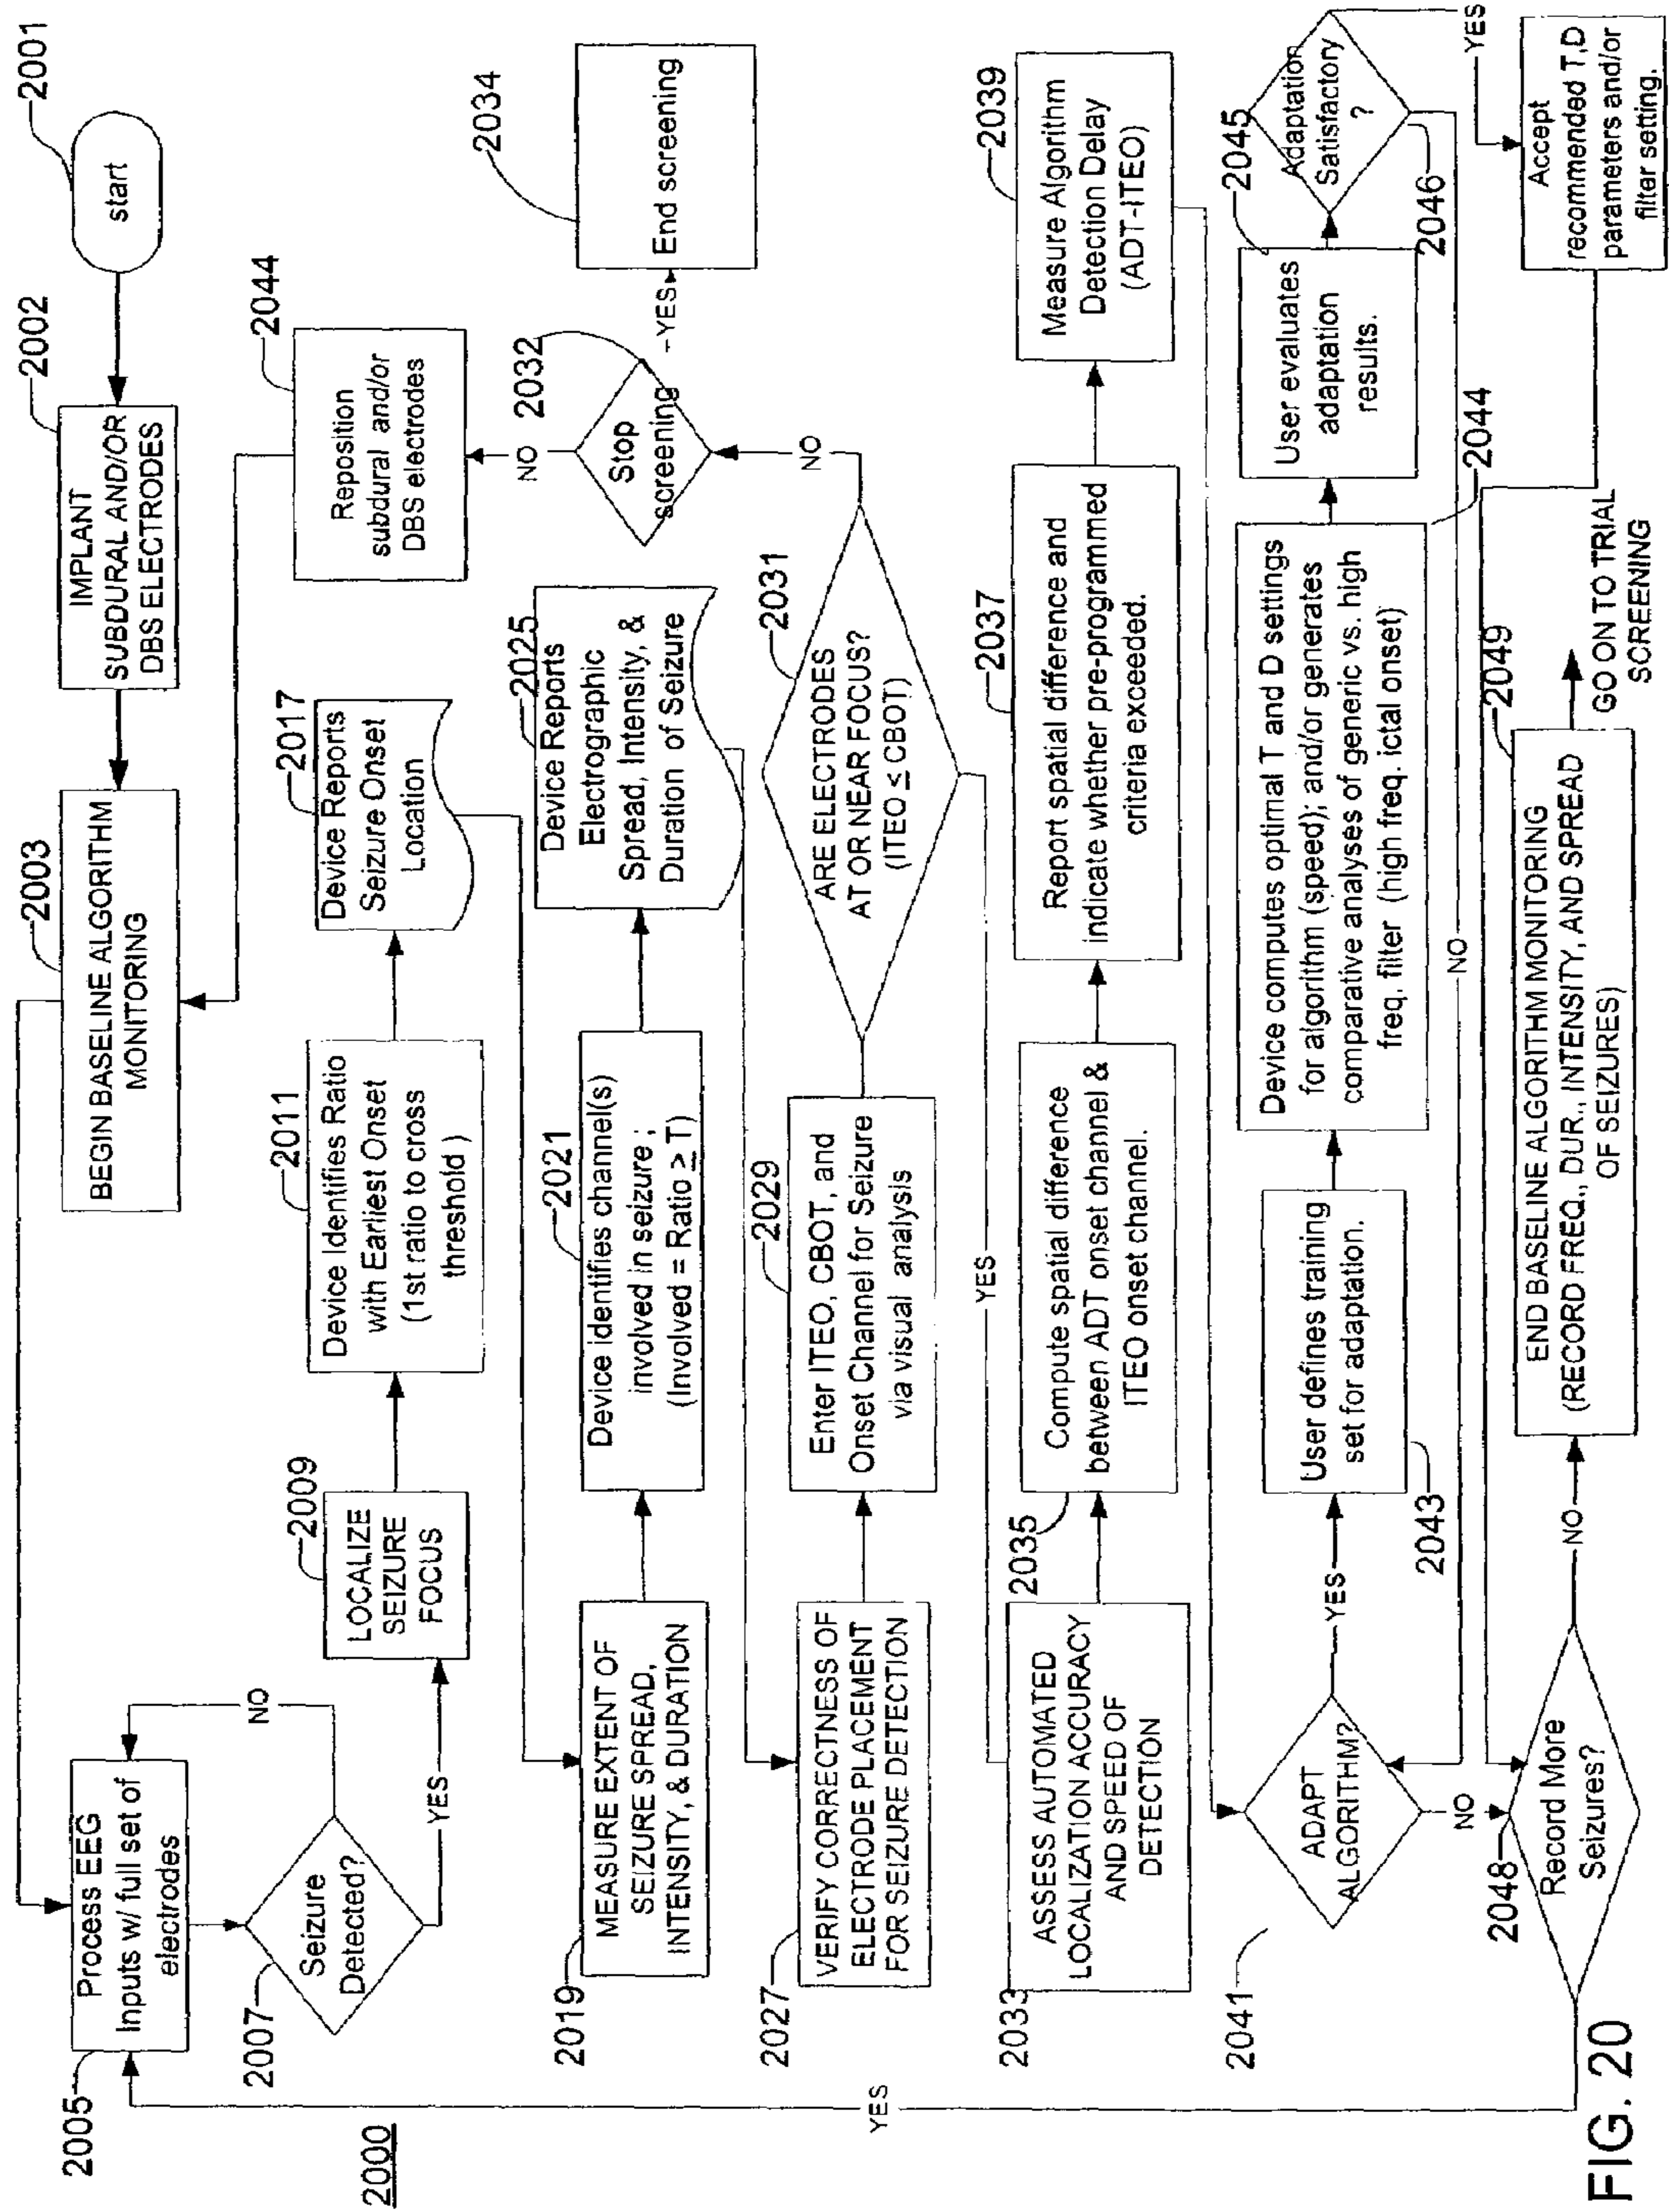 2001
start
2002
IMPLANT
SUBDURAL AND/OR
DBS ELECTRODES
2003
BEGIN BASELINE ALGORITHM
MONITORING
2005
Process EEG
Inputs w/ full set of
electrodes
2000
2007
Seizure
Detected?
NO
YES
2009
LOCALIZE
SEIZURE
FOCUS
2011
Device Identifies Ratio
with Earliest Onset
(1st ratio to cross
threshold )
2017
Device Reports
Seizure Onset
Location
2019
MEASURE EXTENT OF
SEIZURE SPREAD,
INTENSITY, & DURATION
2021
Device identifies channel(s)
involved in seizure ;
(Involved = Ratio ≥ T)
2025
Device Reports
Electrographic
Spread, Intensity, &
Duration of Seizure
2027
VERIFY CORRECTNESS OF
ELECTRODE PLACEMENT
FOR SEIZURE DETECTION
2029
Enter ITEO, CBOT, and
Onset Channel for Seizure
via visual analysis
2031
ARE ELECTRODES
AT OR NEAR FOCUS?
(ITEO ≤ CBOT)
NO
YES
2032
Stop
screening
NO
YES
2034
End screening
2044
Reposition
subdural and/or
DBS electrodes
2033
ASSESS AUTOMATED
LOCALIZATION ACCURACY
AND SPEED OF
DETECTION
2035
Compute spatial difference
between ADT onset channel &
ITEO onset channel.
2037
Report spatial difference and
indicate whether pre-programmed
criteria exceeded.
2039
Measure Algorithm
Detection Delay
(ADT-ITEO)
2041
ADAPT
ALGORITHM?
YES
NO
2043
User defines training
set for adaptation.
2044
Device computes optimal T and D settings
for algorithm (speed); and/or generates
comparative analyses of generic vs. high
freq. filter (high freq. ictal onset)
2045
User evaluates
adaptation
results.
2046
Adaptation
Satisfactory
?
NO
YES
Accept
recommended T,D
parameters and/or
filter setting.
2048
Record More
Seizures?
YES
NO
2049
END BASELINE ALGORITHM MONITORING
(RECORD FREQ., DUR., INTENSITY, AND SPREAD
OF SEIZURES)
GO ON TO TRIAL
SCREENING
FIG. 20